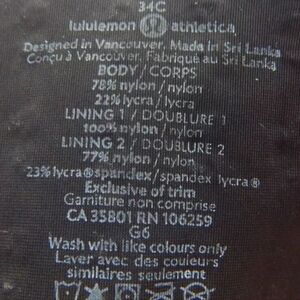 34C
lululemon athletica
Designed in Vancouver. Made in Sri Lanka
Conçu à Vancouver. Fabriqué au Sri Lanka
BODY / CORPS
78% nylon / nylon
22% lycra / lycra
LINING 1 / DOUBLURE 1
100% nylon / nylon
LINING 2 / DOUBLURE 2
77% nylon / nylon
23% lycra® spandex / spandex lycra®
Exclusive of trim
Garniture non comprise
CA 35801 RN 106259
G6
Wash with like colours only
Laver avec des couleurs
similaires seulement